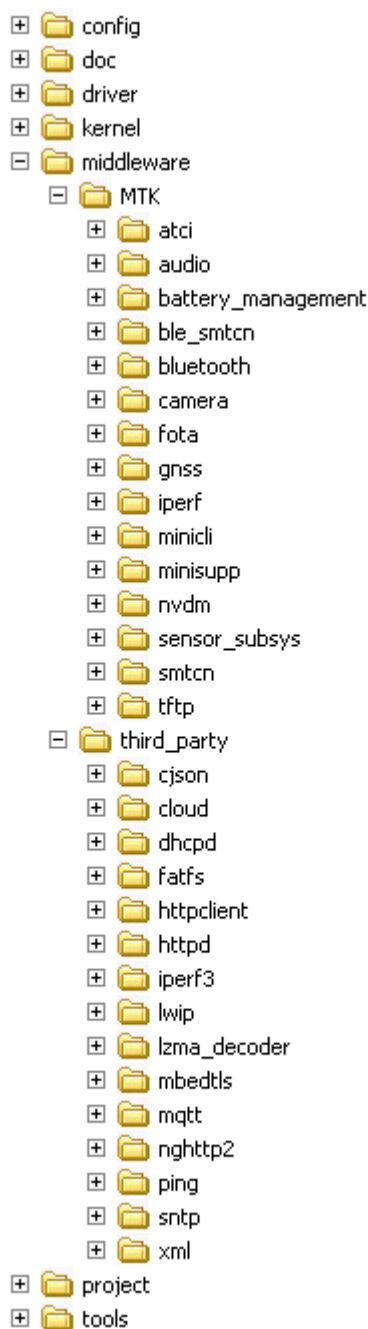 config
doc
driver
kernel
middleware
MTK
atci
audio
battery_management
ble_smtcn
bluetooth
camera
fota
gnss
iperf
minicli
minisupp
nvdm
sensor_subsys
smtcn
tftp
third_party
cjson
cloud
dhcpd
fatfs
httpclient
httpd
iperf3
lwip
lzma_decoder
mbedtls
mqtt
nghttp2
ping
sntp
xml
project
tools